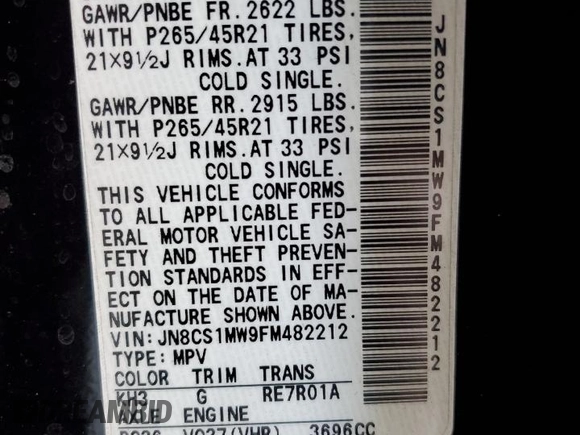 GAWR/PNBE FR. 2622 LBS.
WITH P265/45R21 TIRES,
21X9½J RIMS. AT 33 PSI
COLD SINGLE.
GAWR/PNBE RR. 2915 LBS.
WITH P265/45R21 TIRES,
21X9½J RIMS. AT 33 PSI
COLD SINGLE.
THIS VEHICLE CONFORMS
TO ALL APPLICABLE FED-
ERAL MOTOR VEHICLE SA-
FETY AND THEFT PREVEN-
TION STANDARDS IN EFF-
ECT ON THE DATE OF MA-
NUFACTURE SHOWN ABOVE.
VIN: JN8CS1MW9FM482212
TYPE: MPV
COLOR TRIM TRANS
KH3 G RE7R01A
ENGINE
VQ37(VHR) 3696CC
JN8CS1MW9FM482212